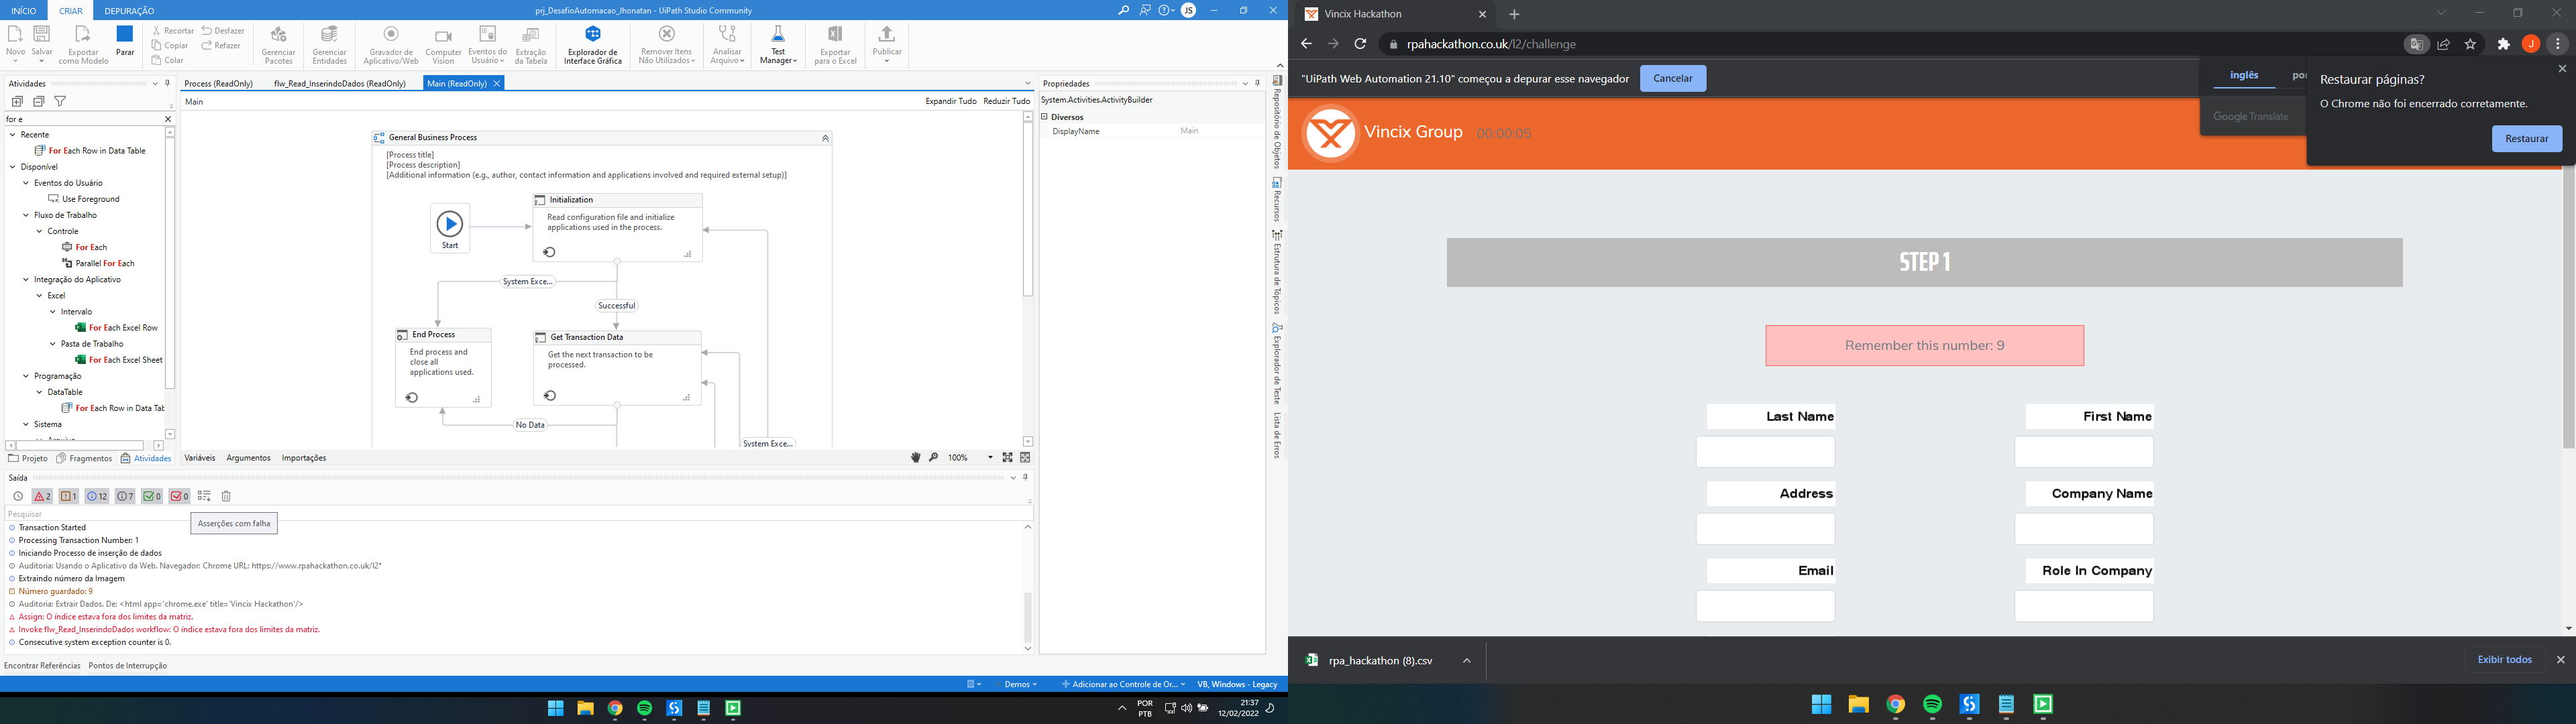 INÍCIO CRIAR DEPURAÇÃO
prj_DesafioAutomacao_Jhonatan - UiPath Studio Community
JS
Novo
Salvar
Exportar como Modelo
Parar
Recortar
Copiar
Colar
Desfazer
Refazer
Gerenciar Pacotes
Gerenciar Entidades
Gravador de Aplicativo/Web
Computer Vision
Eventos do Usuário
Extração da Tabela
Explorador de Interface Gráfica
Remover Itens Não Utilizados
Analisar Arquivo
Test Manager
Exportar para o Excel
Publicar
Atividades
for e
Recente
For Each Row in Data Table
Disponível
Eventos do Usuário
Use Foreground
Fluxo de Trabalho
Controle
For Each
Parallel For Each
Integração do Aplicativo
Excel
Intervalo
For Each Excel Row
Pasta de Trabalho
For Each Excel Sheet
Programação
DataTable
For Each Row in Data Tab
Sistema
Projeto Fragmentos Atividades
Process (ReadOnly) flw_Read_InserindoDados (ReadOnly) Main (ReadOnly)
Main
Expandir Tudo Reduzir Tudo
General Business Process
[Process title]
[Process description]
[Additional information (e.g., author, contact information and applications involved and required external setup)]
Start
Initialization
Read configuration file and initialize
applications used in the process.
System Exce...
Successful
End Process
End process and
close all
applications used.
Get Transaction Data
Get the next transaction to be
processed.
No Data
System Exce...
Variáveis Argumentos Importações
100%
Propriedades
System.Activities.ActivityBuilder
Diversos
DisplayName Main
Repositório de Objetos
Recursos
Estrutura de Tópicos
Explorador de Teste
Lista de Erros
Saída
2 1 12 7 0 0
Pesquisar
Asserções com falha
Transaction Started
Processing Transaction Number: 1
Iniciando Processo de inserção de dados
Auditoria: Usando o Aplicativo da Web. Navegador: Chrome URL: https://www.rpahackathon.co.uk/l2"
Extraindo número da Imagem
Número guardado: 9
Auditoria: Extrair Dados. De: <html app='chrome.exe' title='Vincix Hackathon'/>
Assign: O índice estava fora dos limites da matriz.
Invoke flw_Read_InserindoDados workflow: O índice estava fora dos limites da matriz.
Consecutive system exception counter is 0.
Encontrar Referências Pontos de Interrupção
Demos Adicionar ao Controle de Or... VB, Windows - Legacy
POR
PTB
21:37
12/02/2022
Vincix Hackathon
rpahackathon.co.uk/l2/challenge
J
"UiPath Web Automation 21.10" começou a depurar esse navegador
Cancelar
inglês por
Google Translate
Restaurar páginas?
O Chrome não foi encerrado corretamente.
Restaurar
Vincix Group 00:00:05
STEP 1
Remember this number: 9
Last Name First Name
Address Company Name
Email Role In Company
rpa_hackathon (8).csv
Exibir todos